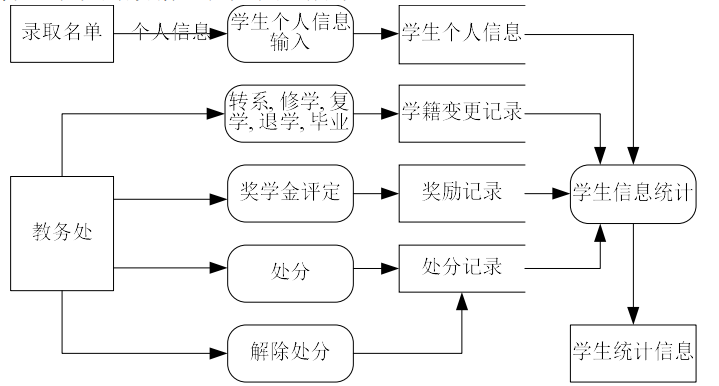 录取名单
个人信息
学生个人信息
输入
学生个人信息
转系, 修学, 复
学, 退学, 毕业
学籍变更记录
教务处
奖学金评定
奖励记录
学生信息统计
处分
处分记录
解除处分
学生统计信息